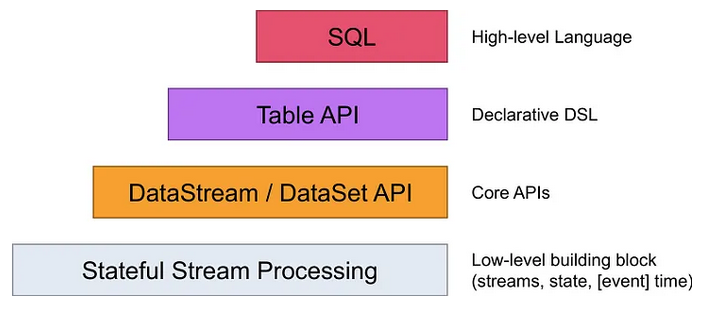 SQL
High-level Language
Table API
Declarative DSL
DataStream / DataSet API
Core APIs
Stateful Stream Processing
Low-level building block
(streams, state, [event] time)